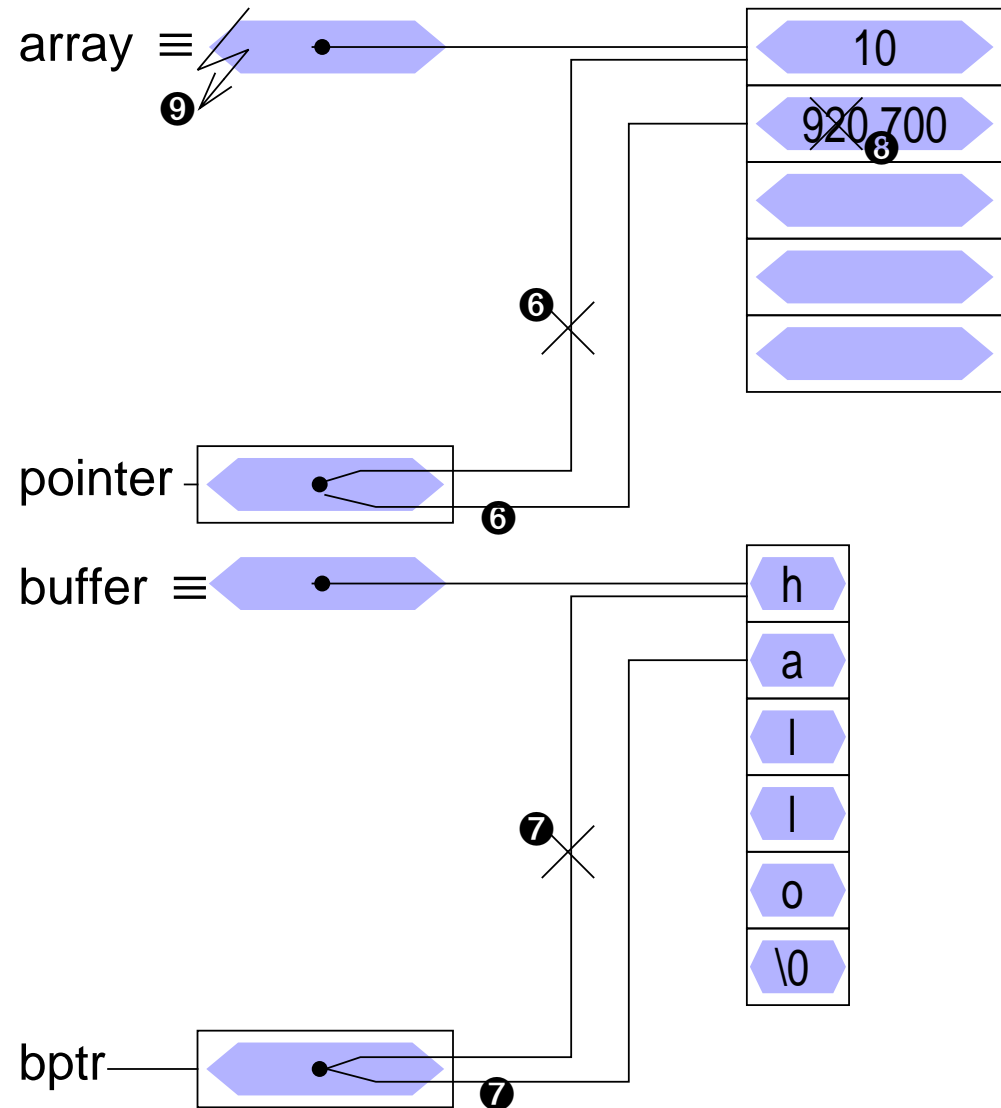 array ≡ 10
❾
920 700
❽
❻
pointer
❻
buffer ≡ h
a
l
❼ l
o
\0
bptr
❼